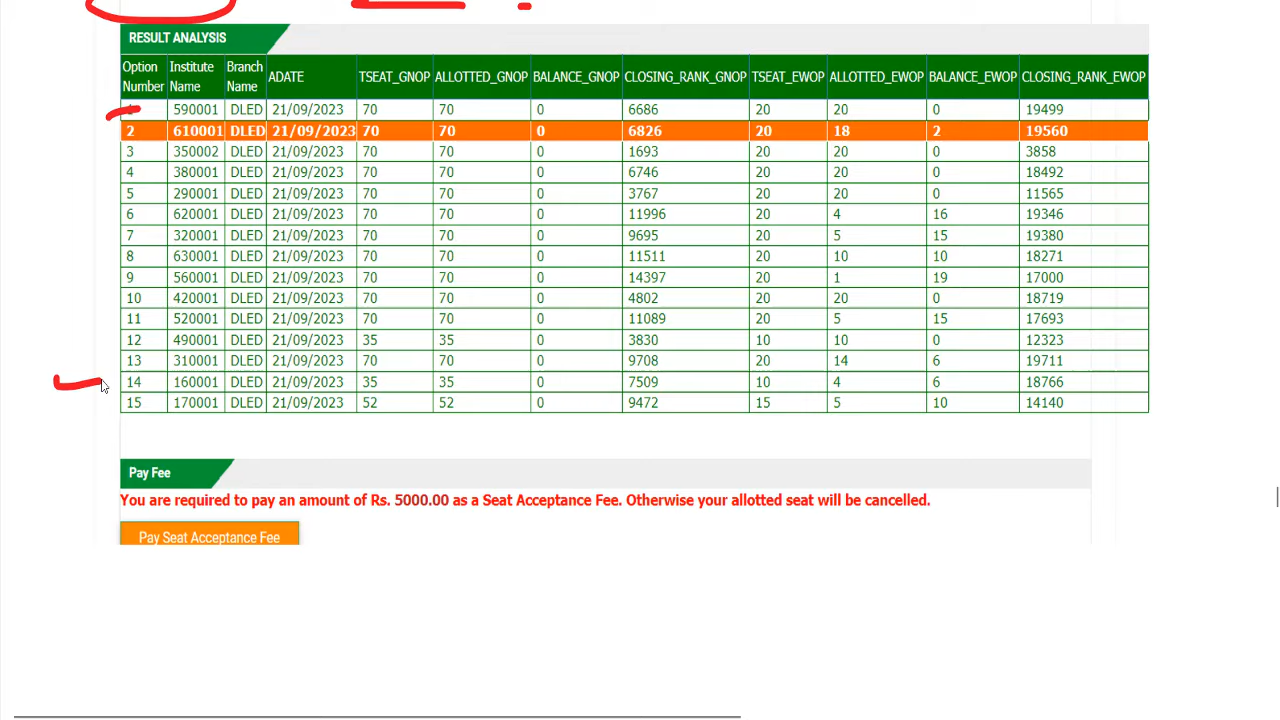 RESULT ANALYSIS
Option Number Institute Name Branch Name ADATE TSEAT_GNOP ALLOTTED_GNOP BALANCE_GNOP CLOSING_RANK_GNOP TSEAT_EWOP ALLOTTED_EWOP BALANCE_EWOP CLOSING_RANK_EWOP
1 590001 DLED 21/09/2023 70 70 0 6686 20 20 0 19499
2 610001 DLED 21/09/2023 70 70 0 6826 20 18 2 19560
3 350002 DLED 21/09/2023 70 70 0 1693 20 20 0 3858
4 380001 DLED 21/09/2023 70 70 0 6746 20 20 0 18492
5 290001 DLED 21/09/2023 70 70 0 3767 20 20 0 11565
6 620001 DLED 21/09/2023 70 70 0 11996 20 4 16 19346
7 320001 DLED 21/09/2023 70 70 0 9695 20 5 15 19380
8 630001 DLED 21/09/2023 70 70 0 11511 20 10 10 18271
9 560001 DLED 21/09/2023 70 70 0 14397 20 1 19 17000
10 420001 DLED 21/09/2023 70 70 0 4802 20 20 0 18719
11 520001 DLED 21/09/2023 70 70 0 11089 20 5 15 17693
12 490001 DLED 21/09/2023 35 35 0 3830 10 10 0 12323
13 310001 DLED 21/09/2023 70 70 0 9708 20 14 6 19711
14 160001 DLED 21/09/2023 35 35 0 7509 10 4 6 18766
15 170001 DLED 21/09/2023 52 52 0 9472 15 5 10 14140
Pay Fee
You are required to pay an amount of Rs. 5000.00 as a Seat Acceptance Fee. Otherwise your allotted seat will be cancelled.
Pay Seat Acceptance Fee